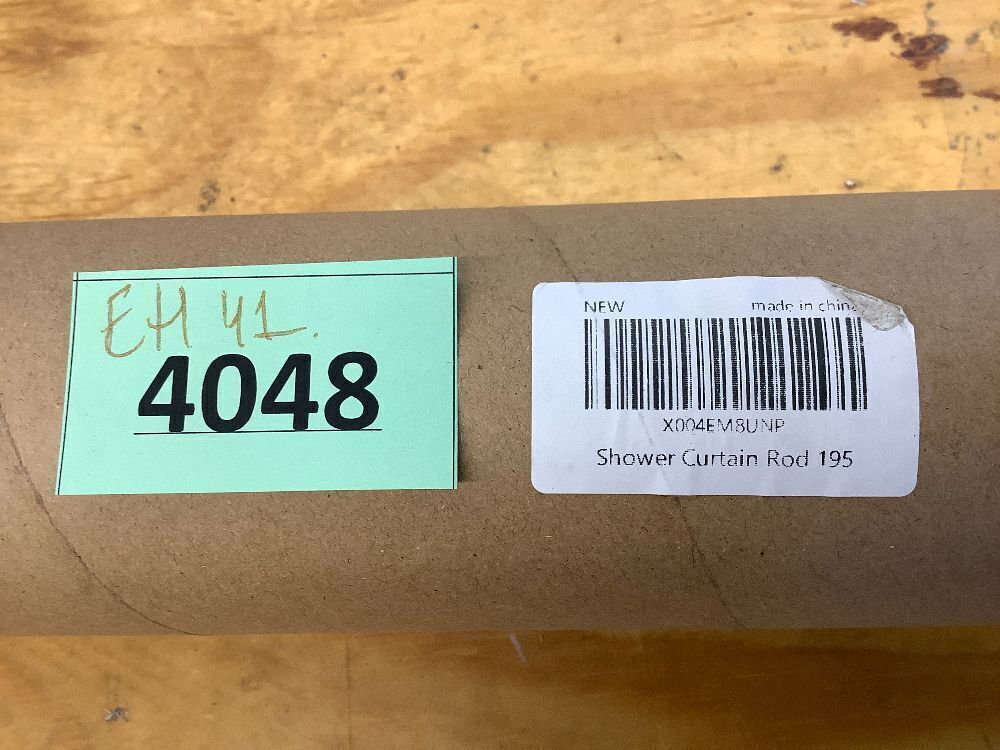 EH 41.
4048
NEW made in china
X004EM8UNP
Shower Curtain Rod 195